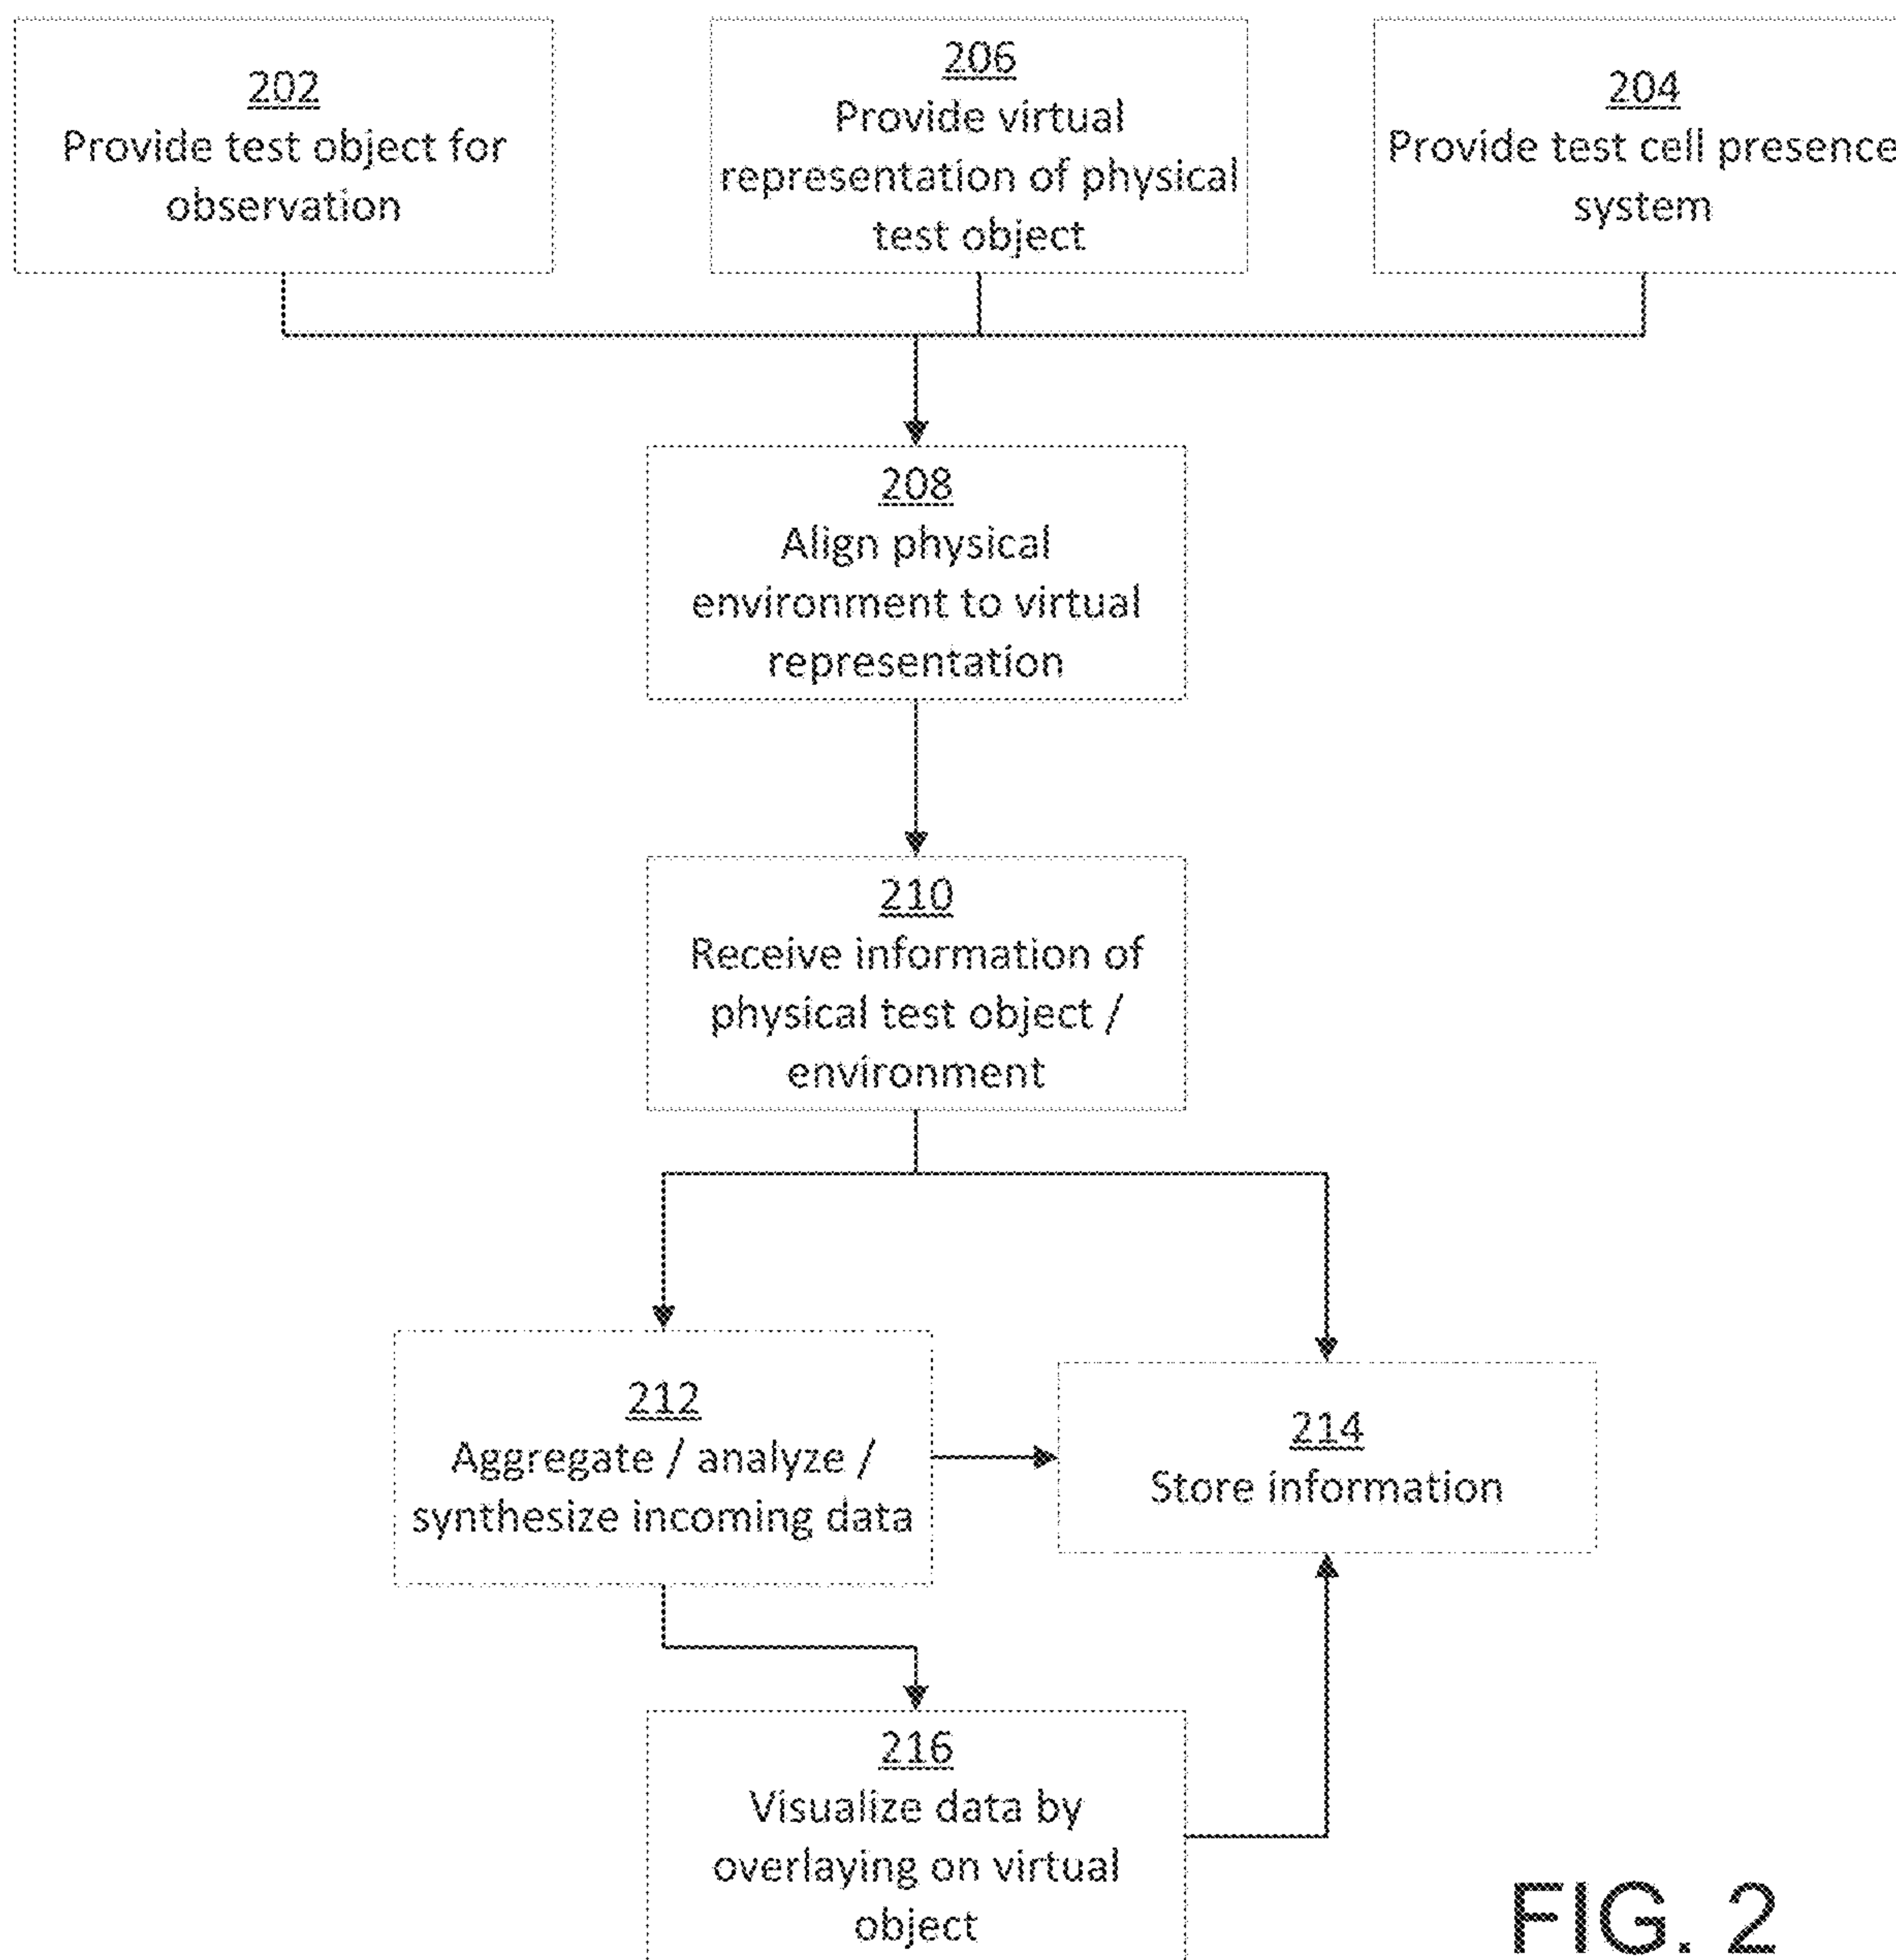 202
Provide test object for
observation
206
Provide virtual
representation of physical
test object
204
Provide test cell presence
system
208
Align physical
environment to virtual
representation
210
Receive information of
physical test object /
environment
212
Aggregate / analyze /
synthesize incoming data
214
Store information
216
Visualize data by
overlaying on virtual
object
FIG. 2